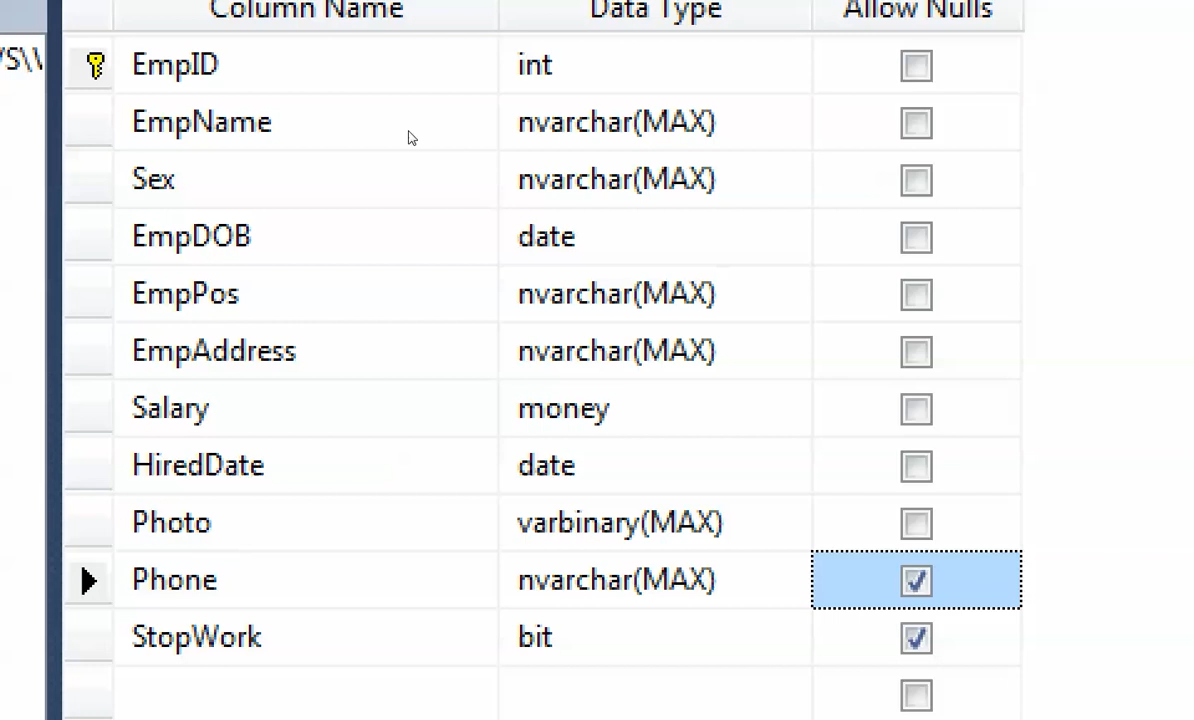 Column Name Data Type Allow Nulls
EmpID int
EmpName nvarchar(MAX)
Sex nvarchar(MAX)
EmpDOB date
EmpPos nvarchar(MAX)
EmpAddress nvarchar(MAX)
Salary money
HiredDate date
Photo varbinary(MAX)
Phone nvarchar(MAX)
StopWork bit